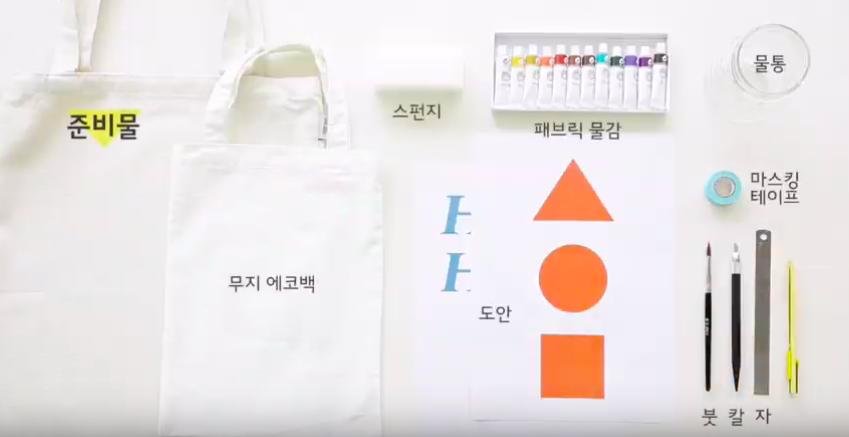 준비물
무지 에코백
스펀지
패브릭 물감
물통
마스킹
테이프
H
H
도안
붓 칼 자